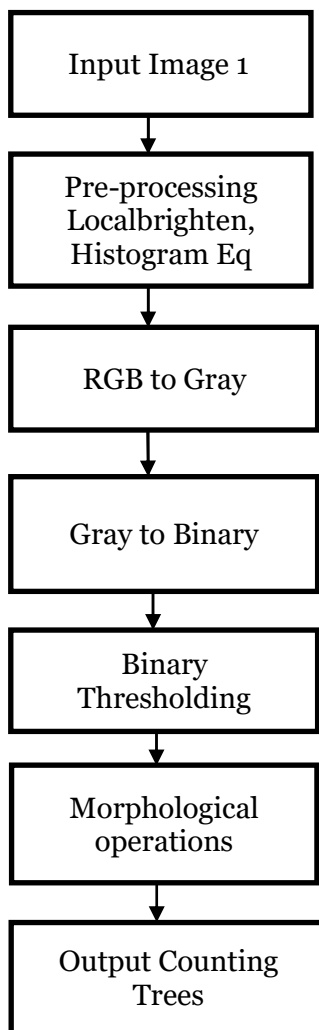 Input Image 1
Pre-processing
Localbrighten,
Histogram Eq
RGB to Gray
Gray to Binary
Binary
Thresholding
Morphological
operations
Output Counting
Trees